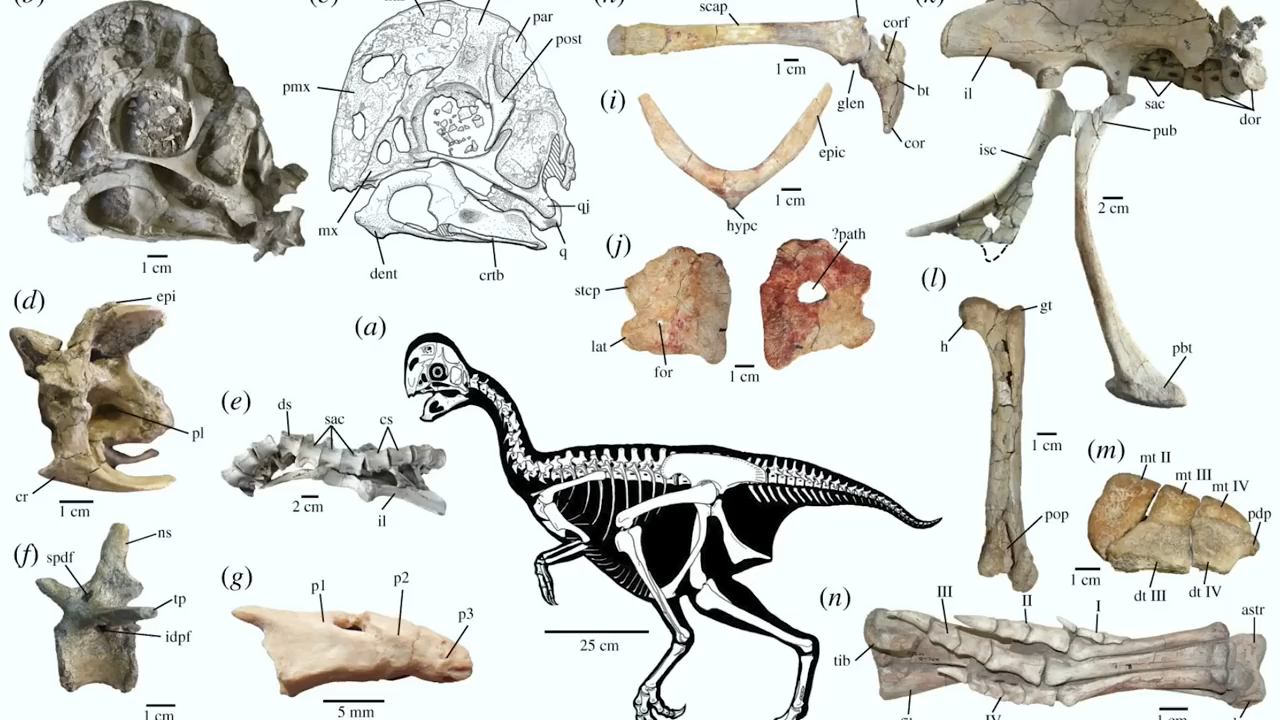 (b)
1 cm
(c)
par
post
pmx
mx
dent
crtb
qj
q
scap
corf
bt
glen
cor
1 cm
(i)
epic
hypc
1 cm
(j)
?path
stcp
lat
for
1 cm
il
sac
dor
pub
isc
2 cm
pbt
(d)
epi
pl
cr
1 cm
(e)
ds
sac
cs
2 cm
il
(a)
25 cm
(f)
spdf
ns
tp
idpf
1 cm
(g)
p1
p2
p3
5 mm
(l)
h
gt
1 cm
pop
(m)
mt II
mt III
mt IV
pdp
1 cm
dt III
dt IV
(n)
III
II
I
astr
tib
IV
1 cm